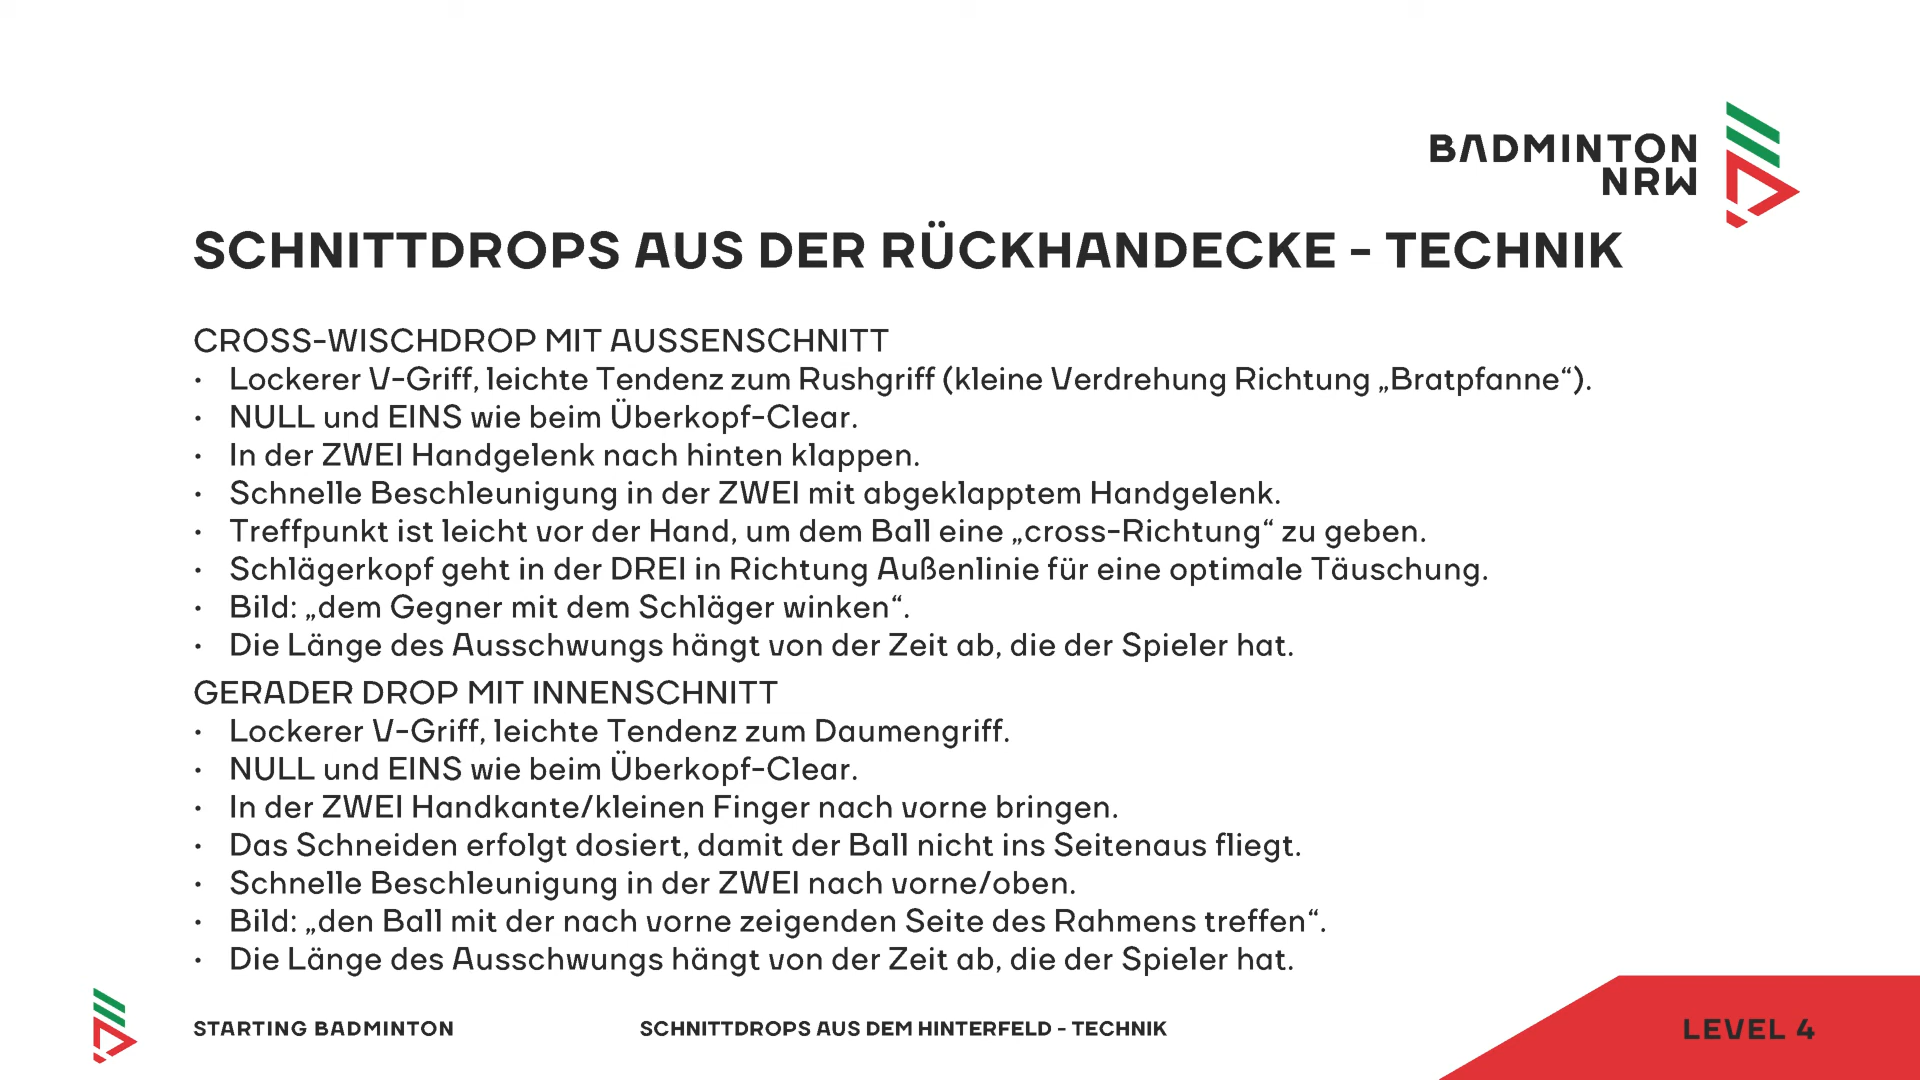 BADMINTON
NRW
SCHNITTDROPS AUS DER RÜCKHANDECKE - TECHNIK
CROSS-WISCHDROP MIT AUSSENSCHNITT
• Lockerer V-Griff, leichte Tendenz zum Rushgriff (kleine Verdrehung Richtung „Bratpfanne“).
• NULL und EINS wie beim Überkopf-Clear.
• In der ZWEI Handgelenk nach hinten klappen.
• Schnelle Beschleunigung in der ZWEI mit abgeklapptem Handgelenk.
• Treffpunkt ist leicht vor der Hand, um dem Ball eine „cross-Richtung“ zu geben.
• Schlägerkopf geht in der DREI in Richtung Außenlinie für eine optimale Täuschung.
• Bild: „dem Gegner mit dem Schläger winken“.
• Die Länge des Ausschwungs hängt von der Zeit ab, die der Spieler hat.
GERADER DROP MIT INNENSCHNITT
• Lockerer V-Griff, leichte Tendenz zum Daumengriff.
• NULL und EINS wie beim Überkopf-Clear.
• In der ZWEI Handkante/kleinen Finger nach vorne bringen.
• Das Schneiden erfolgt dosiert, damit der Ball nicht ins Seitenaus fliegt.
• Schnelle Beschleunigung in der ZWEI nach vorne/oben.
• Bild: „den Ball mit der nach vorne zeigenden Seite des Rahmens treffen“.
• Die Länge des Ausschwungs hängt von der Zeit ab, die der Spieler hat.
STARTING BADMINTON
SCHNITTDROPS AUS DEM HINTERFELD - TECHNIK
LEVEL 4